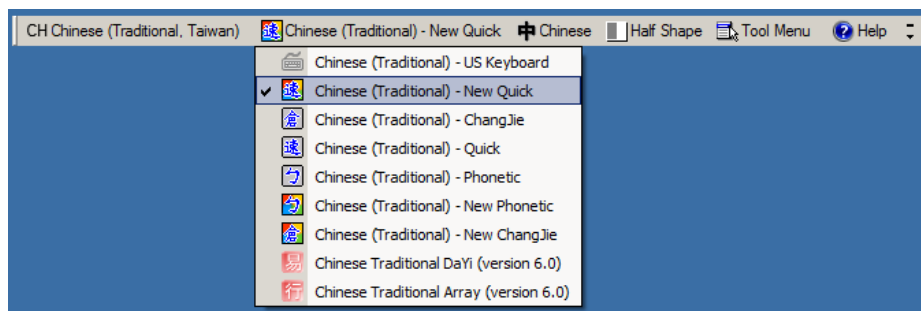 CH Chinese (Traditional, Taiwan) 速 Chinese (Traditional) - New Quick 中 Chinese Half Shape Tool Menu ? Help
Chinese (Traditional) - US Keyboard
速 Chinese (Traditional) - New Quick
倉 Chinese (Traditional) - ChangJie
速 Chinese (Traditional) - Quick
ㄅ Chinese (Traditional) - Phonetic
ㄅ Chinese (Traditional) - New Phonetic
倉 Chinese (Traditional) - New ChangJie
易 Chinese Traditional DaYi (version 6.0)
行 Chinese Traditional Array (version 6.0)